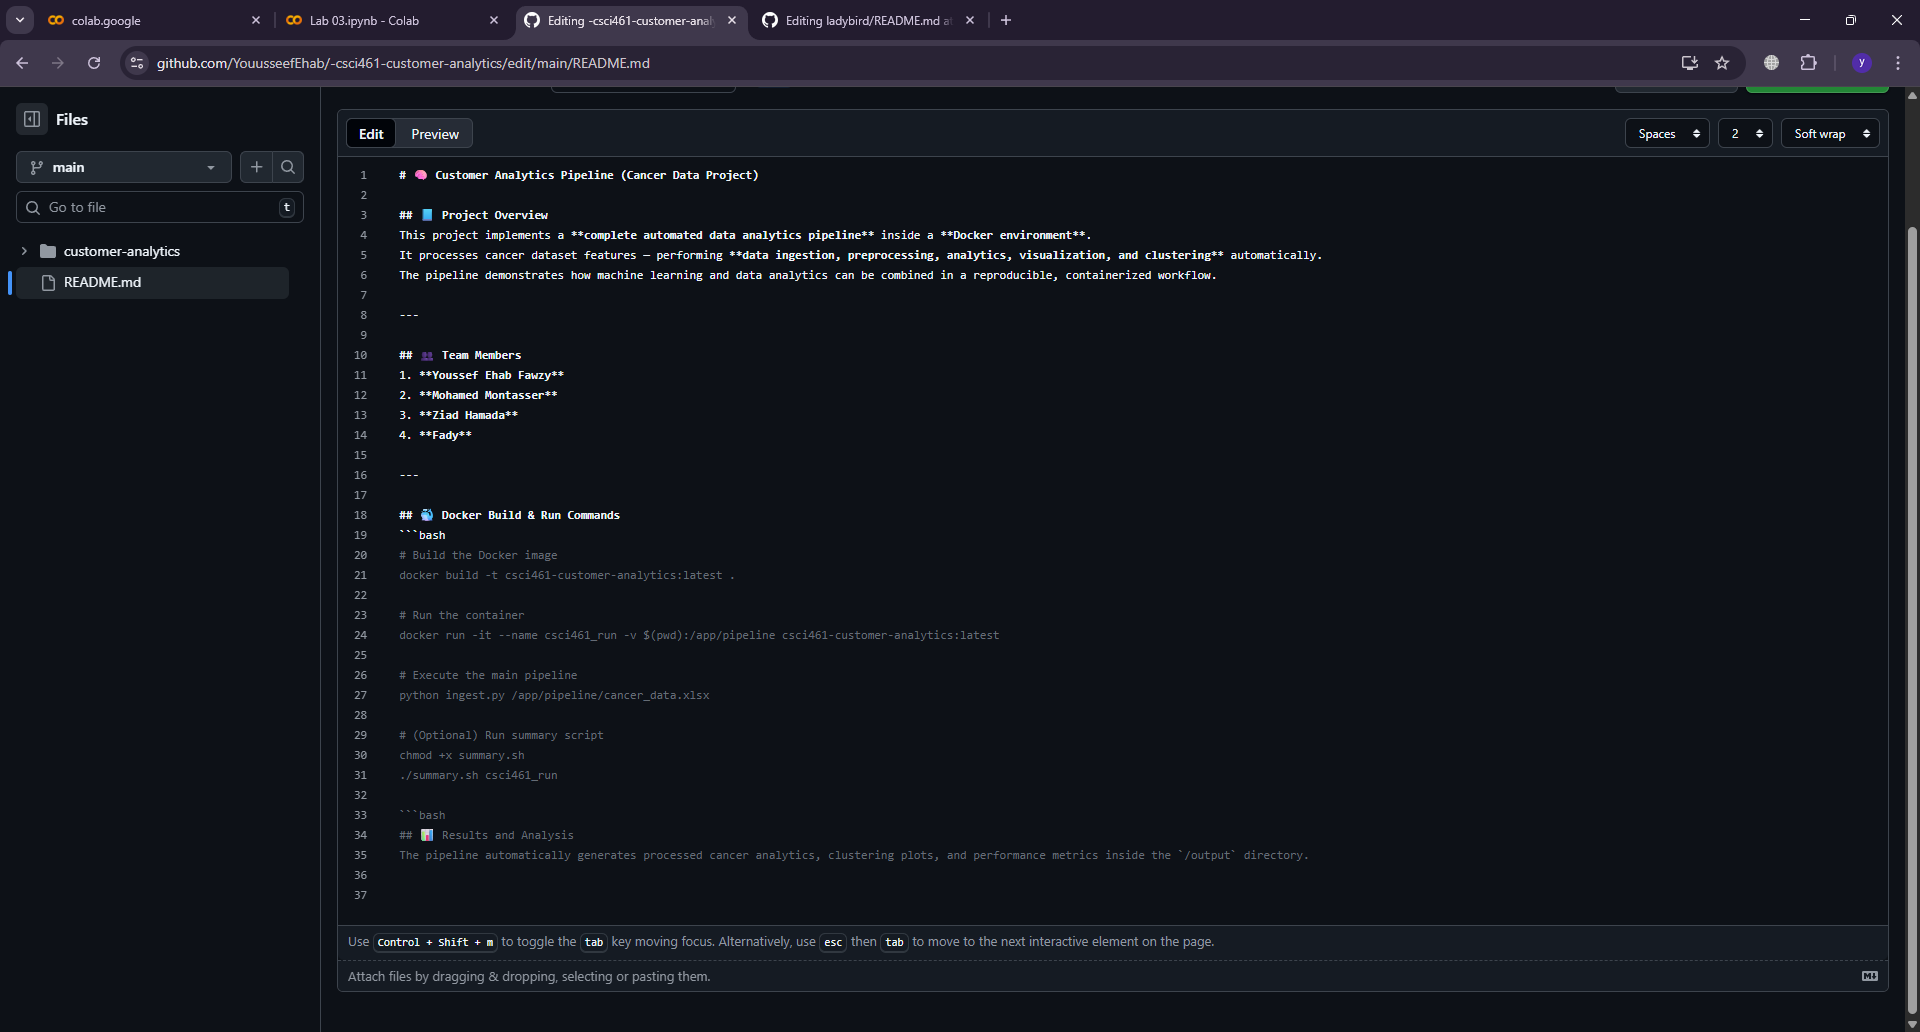 colab.google
Lab 03.ipynb - Colab
Editing -csci461-customer-anal
Editing ladybird/README.md at
github.com/YouusseefEhab/-csci461-customer-analytics/edit/main/README.md
y
Files
main
Go to file
t
customer-analytics
README.md
Edit
Preview
Spaces
2
Soft wrap
1 # 🧠 Customer Analytics Pipeline (Cancer Data Project)
2
3 ## 📘 Project Overview
4 This project implements a **complete automated data analytics pipeline** inside a **Docker environment**.
5 It processes cancer dataset features — performing **data ingestion, preprocessing, analytics, visualization, and clustering** automatically.
6 The pipeline demonstrates how machine learning and data analytics can be combined in a reproducible, containerized workflow.
7
8 ---
9
10 ## 👥 Team Members
11 1. **Youssef Ehab Fawzy**
12 2. **Mohamed Montasser**
13 3. **Ziad Hamada**
14 4. **Fady**
15
16 ---
17
18 ## 🐳 Docker Build & Run Commands
19 ```bash
20 # Build the Docker image
21 docker build -t csci461-customer-analytics:latest .
22
23 # Run the container
24 docker run -it --name csci461_run -v $(pwd):/app/pipeline csci461-customer-analytics:latest
25
26 # Execute the main pipeline
27 python ingest.py /app/pipeline/cancer_data.xlsx
28
29 # (Optional) Run summary script
30 chmod +x summary.sh
31 ./summary.sh csci461_run
32
33 ```bash
34 ## 📊 Results and Analysis
35 The pipeline automatically generates processed cancer analytics, clustering plots, and performance metrics inside the `/output` directory.
36
37
Use Control + Shift + m to toggle the tab key moving focus. Alternatively, use esc then tab to move to the next interactive element on the page.
Attach files by dragging & dropping, selecting or pasting them.